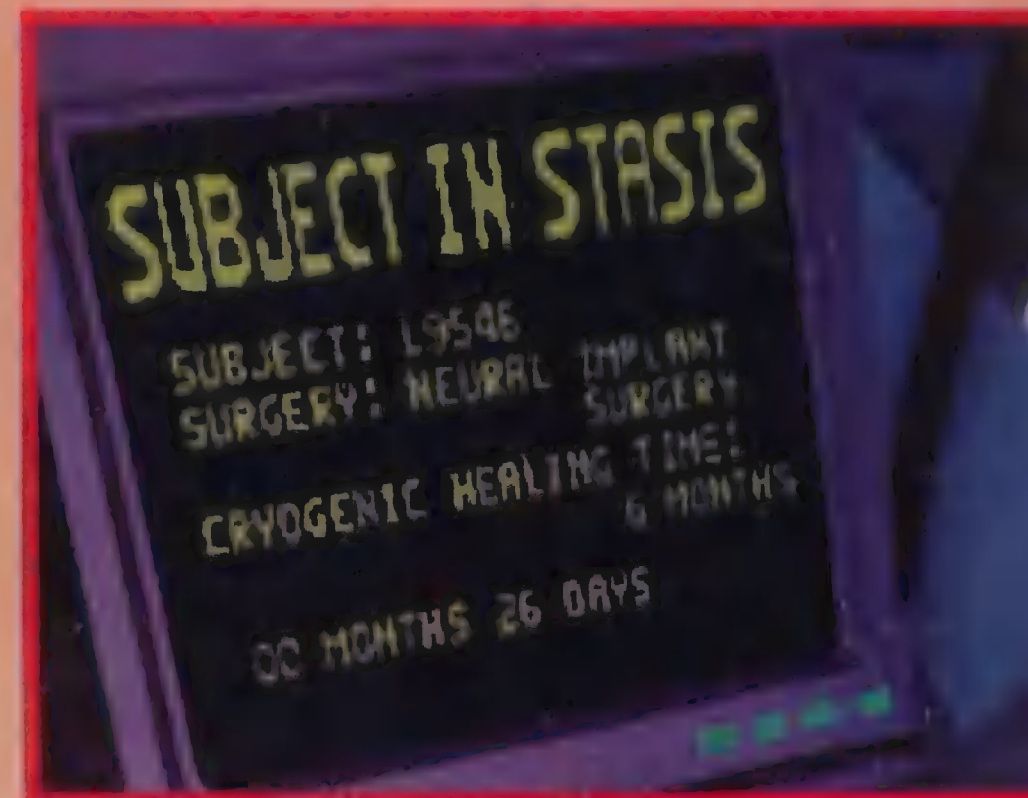 SUBJECT IN STASIS
SUBJECT: L9546
SURGERY: NEURAL IMPLANT
SURGERY
CRYOGENIC HEALING TIME:
6 MONTHS
00 MONTHS 26 DAYS